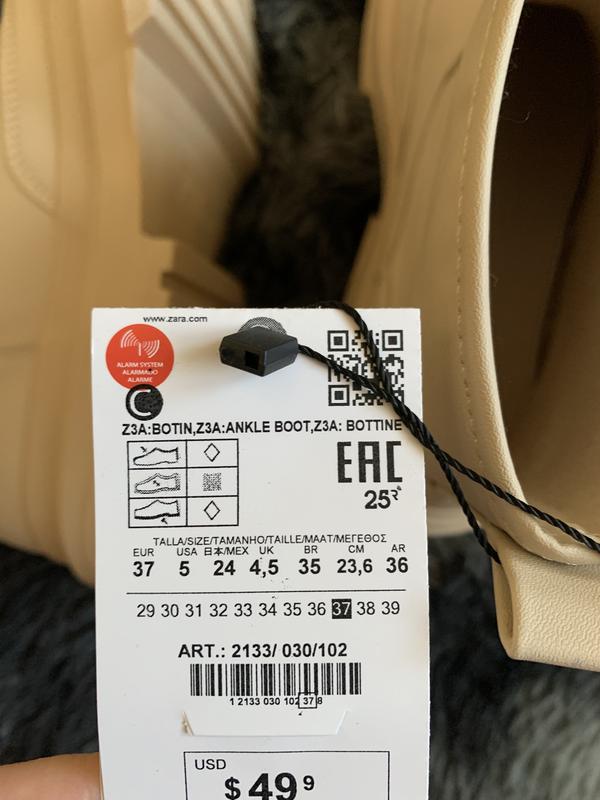 www.zara.com
ALARM SYSTEM
ALARMADO
ALARME
C
Z3A:BOTIN,Z3A:ANKLE BOOT,Z3A: BOTTINE
EAC
25
TALLA/SIZE/TAMANHO/TAILLE/MAAT/ΜΕΓΕΘΟΣ
EUR USA 日本/MEX UK BR CM AR
37 5 24 4,5 35 23,6 36
29 30 31 32 33 34 35 36 37 38 39
ART.: 2133/ 030/102
1 2133 030 102 37 8
USD
$ 49 9